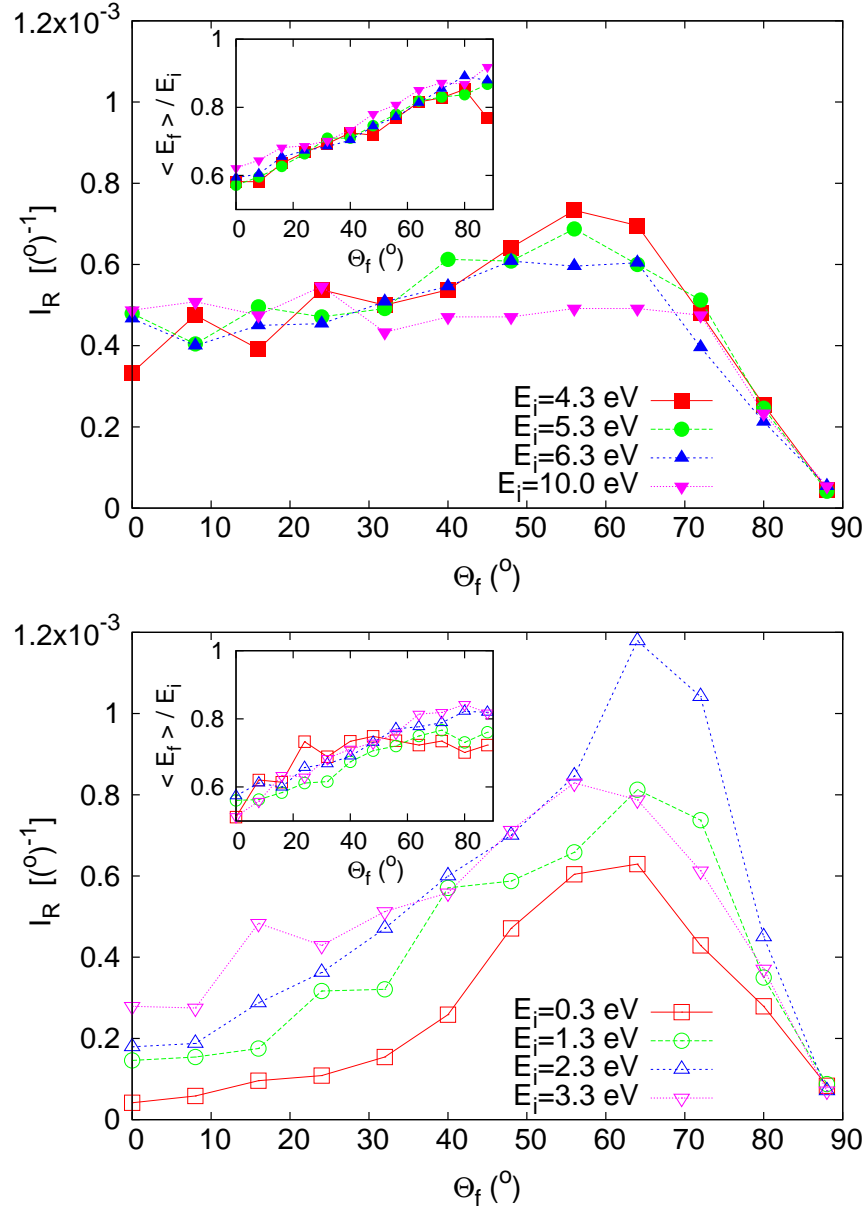 1.2x10⁻³
1
0.8
0.6
0.4
0.2
0
I_R [(º)⁻¹]
0 10 20 30 40 50 60 70 80 90
Θ_f (º)
1
0.8
0.6
< E_f > / E_i
0 20 40 60 80
Θ_f (º)
E_i=4.3 eV
E_i=5.3 eV
E_i=6.3 eV
E_i=10.0 eV
1.2x10⁻³
1
0.8
0.6
0.4
0.2
0
I_R [(º)⁻¹]
0 10 20 30 40 50 60 70 80 90
Θ_f (º)
1
0.8
0.6
< E_f > / E_i
0 20 40 60 80
Θ_f (º)
E_i=0.3 eV
E_i=1.3 eV
E_i=2.3 eV
E_i=3.3 eV